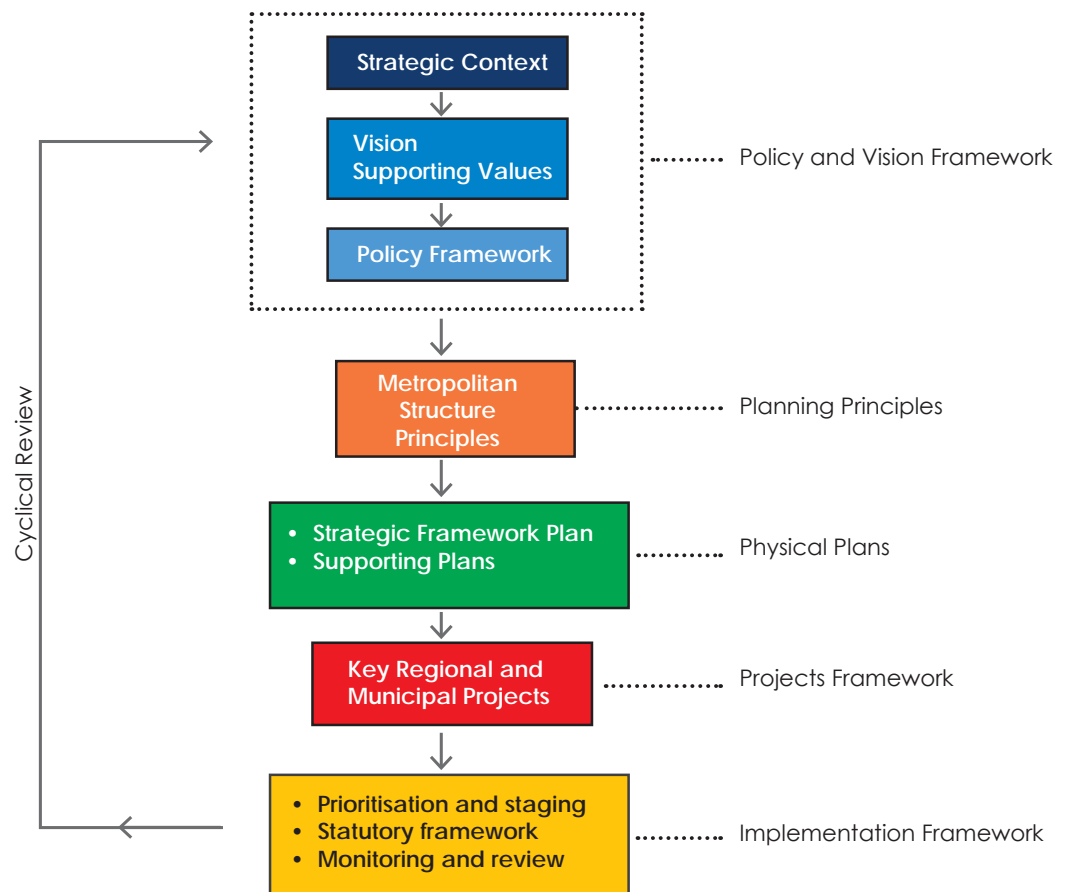 Strategic Context
Vision
Supporting Values
Policy Framework
Policy and Vision Framework
Metropolitan
Structure
Principles
Planning Principles
• Strategic Framework Plan
• Supporting Plans
Physical Plans
Key Regional and
Municipal Projects
Projects Framework
• Prioritisation and staging
• Statutory framework
• Monitoring and review
Implementation Framework
Cyclical Review